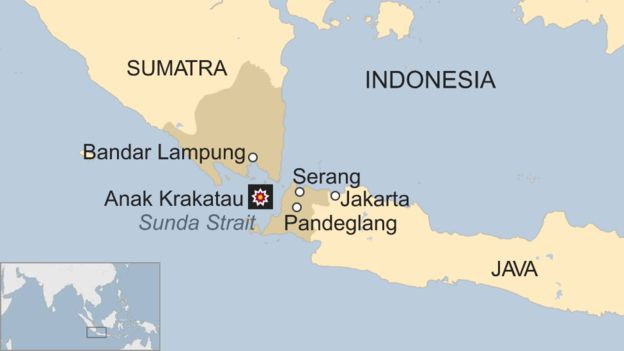 SUMATRA
INDONESIA
Bandar Lampung
Serang
Anak Krakatau
Jakarta
Sunda Strait
Pandeglang
JAVA